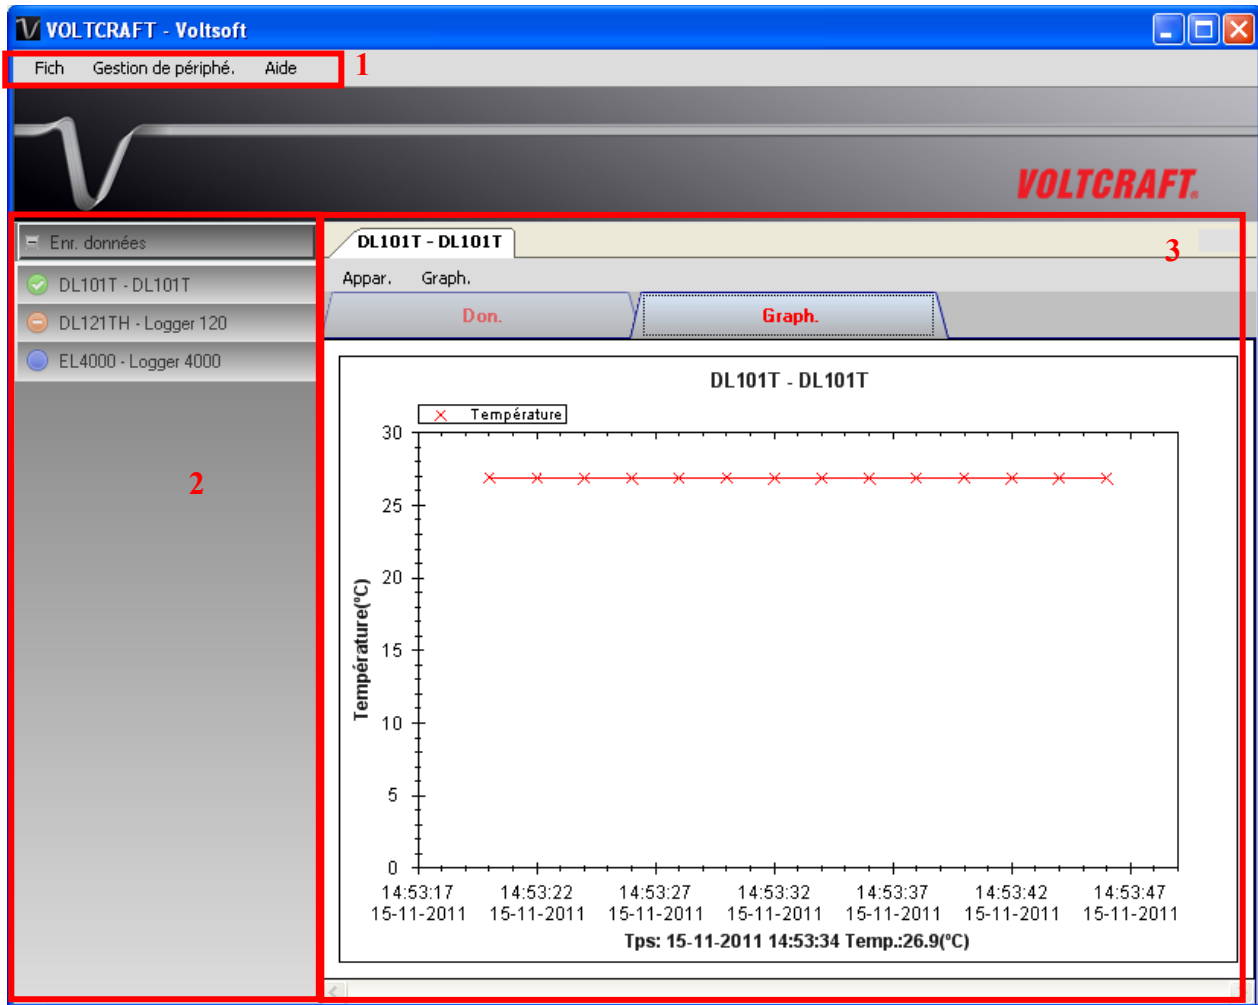 VOLTCRAFT - Voltsoft
Fich Gestion de périphé. Aide
1
VOLTCRAFT®
Enr. données
DL101T - DL101T
DL121TH - Logger 120
EL4000 - Logger 4000
2
DL101T - DL101T
3
Appar. Graph.
Don. Graph.
DL101T - DL101T
Température
30
25
20
15
10
5
0
Température(ºC)
14:53:17 14:53:22 14:53:27 14:53:32 14:53:37 14:53:42 14:53:47
15-11-2011 15-11-2011 15-11-2011 15-11-2011 15-11-2011 15-11-2011 15-11-2011
Tps: 15-11-2011 14:53:34 Temp.:26.9(ºC)